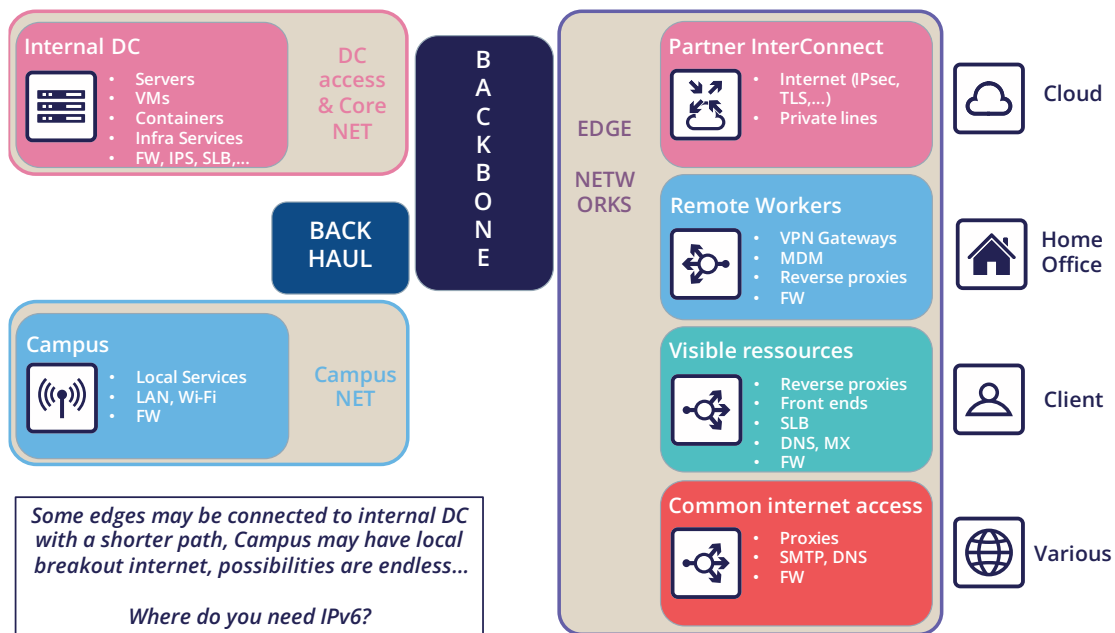 Internal DC
• Servers
• VMs
• Containers
• Infra Services
• FW, IPS, SLB,...
DC
access
& Core
NET
B
A
C
K
B
O
N
E
BACK
HAUL
Campus
• Local Services
• LAN, Wi-Fi
• FW
Campus
NET
Some edges may be connected to internal DC
with a shorter path, Campus may have local
breakout internet, possibilities are endless...
Where do you need IPv6?
EDGE
NETW
ORKS
Partner InterConnect
• Internet (IPsec,
TLS,...)
• Private lines
Cloud
Remote Workers
• VPN Gateways
• MDM
• Reverse proxies
• FW
Home
Office
Visible ressources
• Reverse proxies
• Front ends
• SLB
• DNS, MX
• FW
Client
Common internet access
• Proxies
• SMTP, DNS
• FW
Various